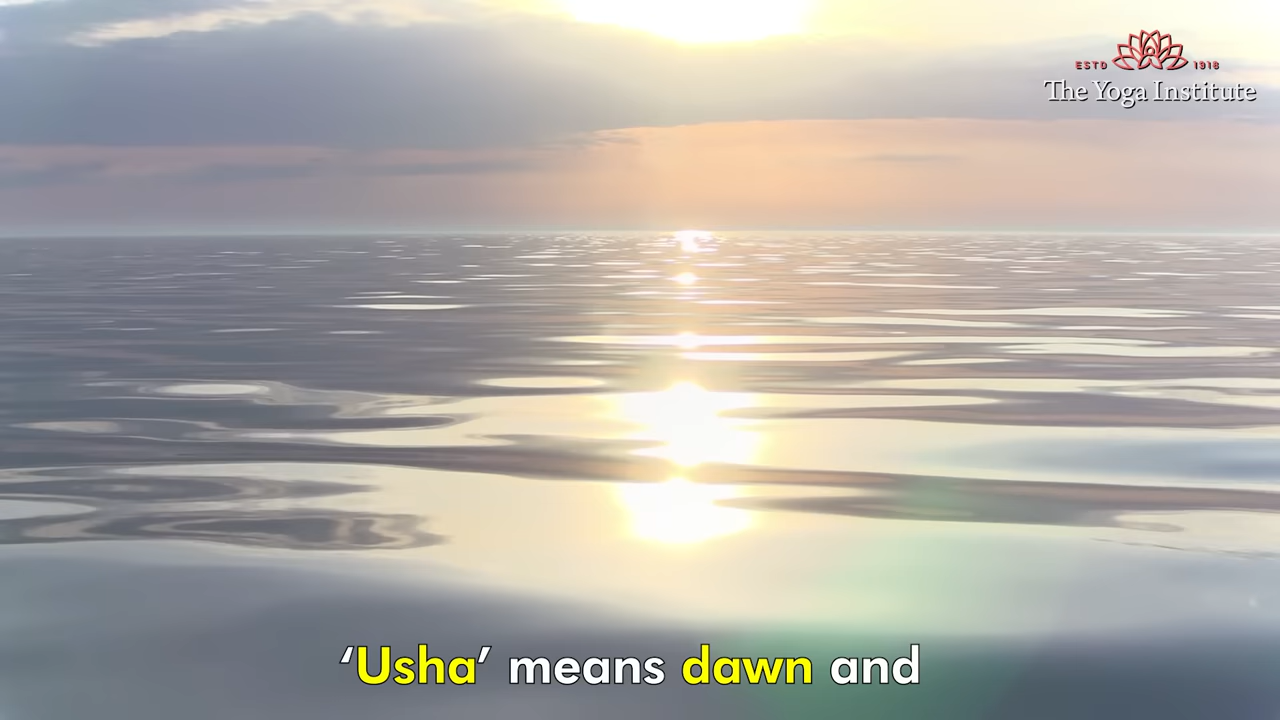 ESTD 1918
The Yoga Institute
‘Usha’ means dawn and